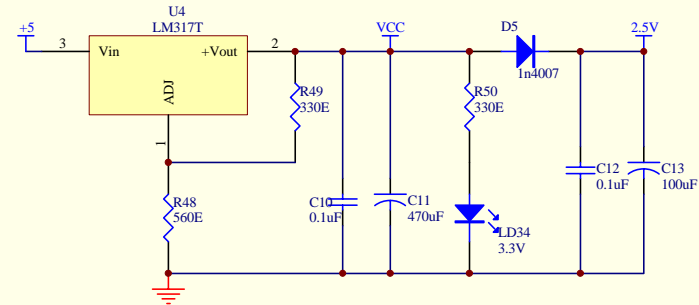 U4
LM317T
+5
3
Vin
+Vout
2
ADJ
1
VCC
D5
1n4007
2.5V
R49
330E
R50
330E
R48
560E
C10
0.1uF
C11
470uF
LD34
3.3V
C12
0.1uF
C13
100uF